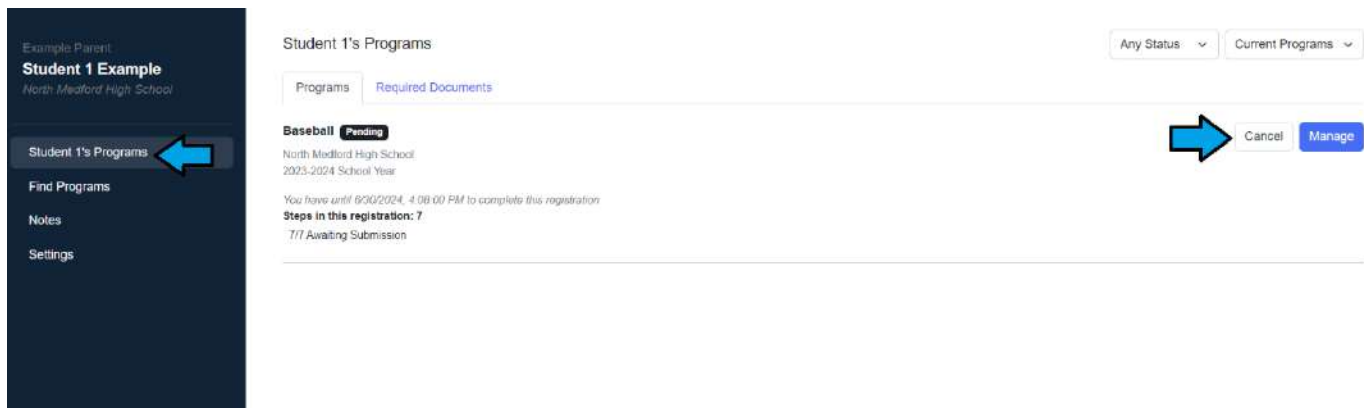 Example Parent
Student 1 Example
North Medford High School
Student 1's Programs
Find Programs
Notes
Settings
Student 1's Programs
Any Status
Current Programs
Programs
Required Documents
Baseball Pending
Cancel
Manage
North Medford High School
2023-2024 School Year
You have until 6/30/2024, 4:08:00 PM to complete this registration
Steps in this registration: 7
7/7 Awaiting Submission